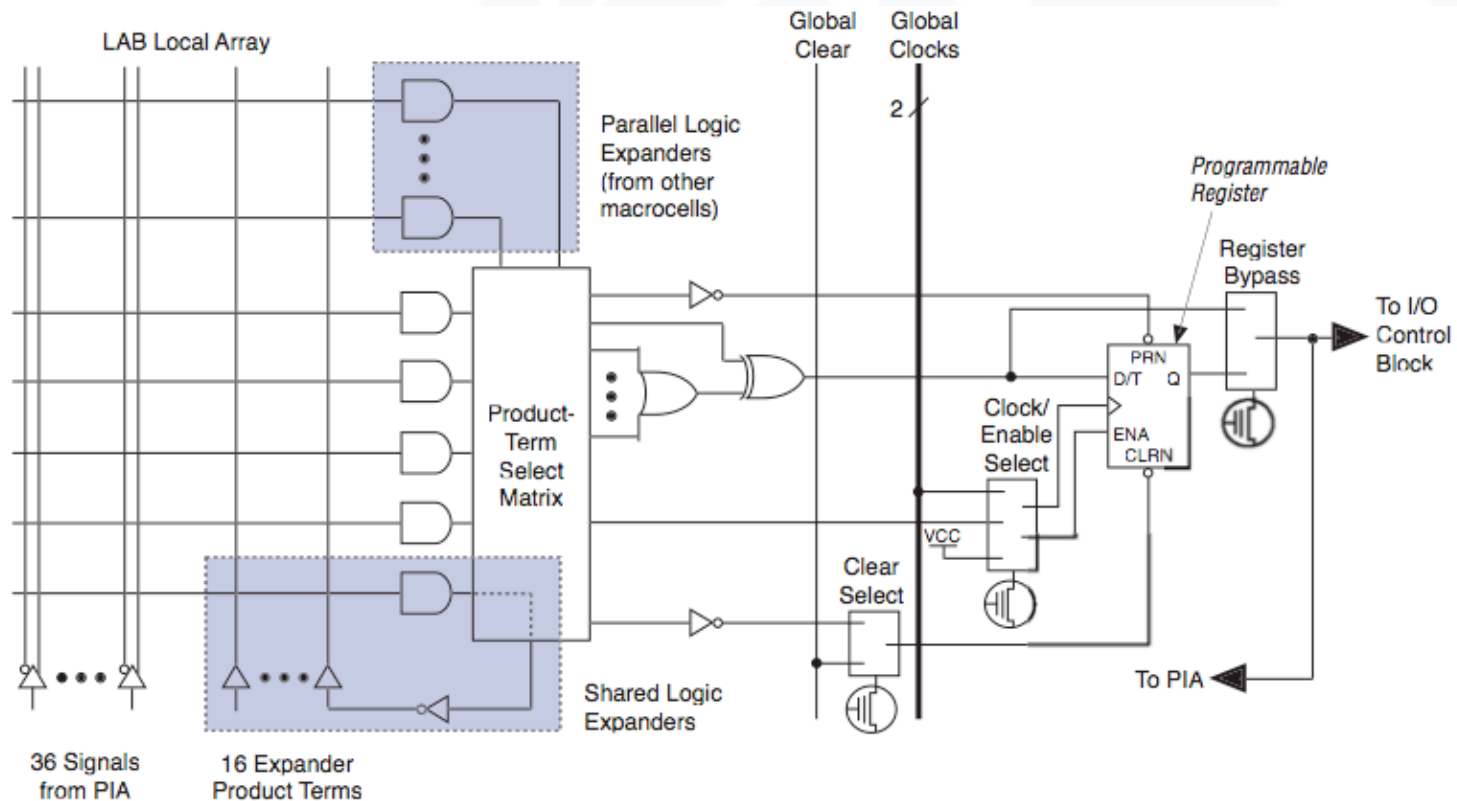 LAB Local Array
Global
Clear
Global
Clocks
2
Parallel Logic
Expanders
(from other
macrocells)
Programmable
Register
Register
Bypass
To I/O
Control
Block
PRN
D/T
Q
ENA
CLRN
Product-
Term
Select
Matrix
Clock/
Enable
Select
VCC
Clear
Select
To PIA
Shared Logic
Expanders
36 Signals
from PIA
16 Expander
Product Terms